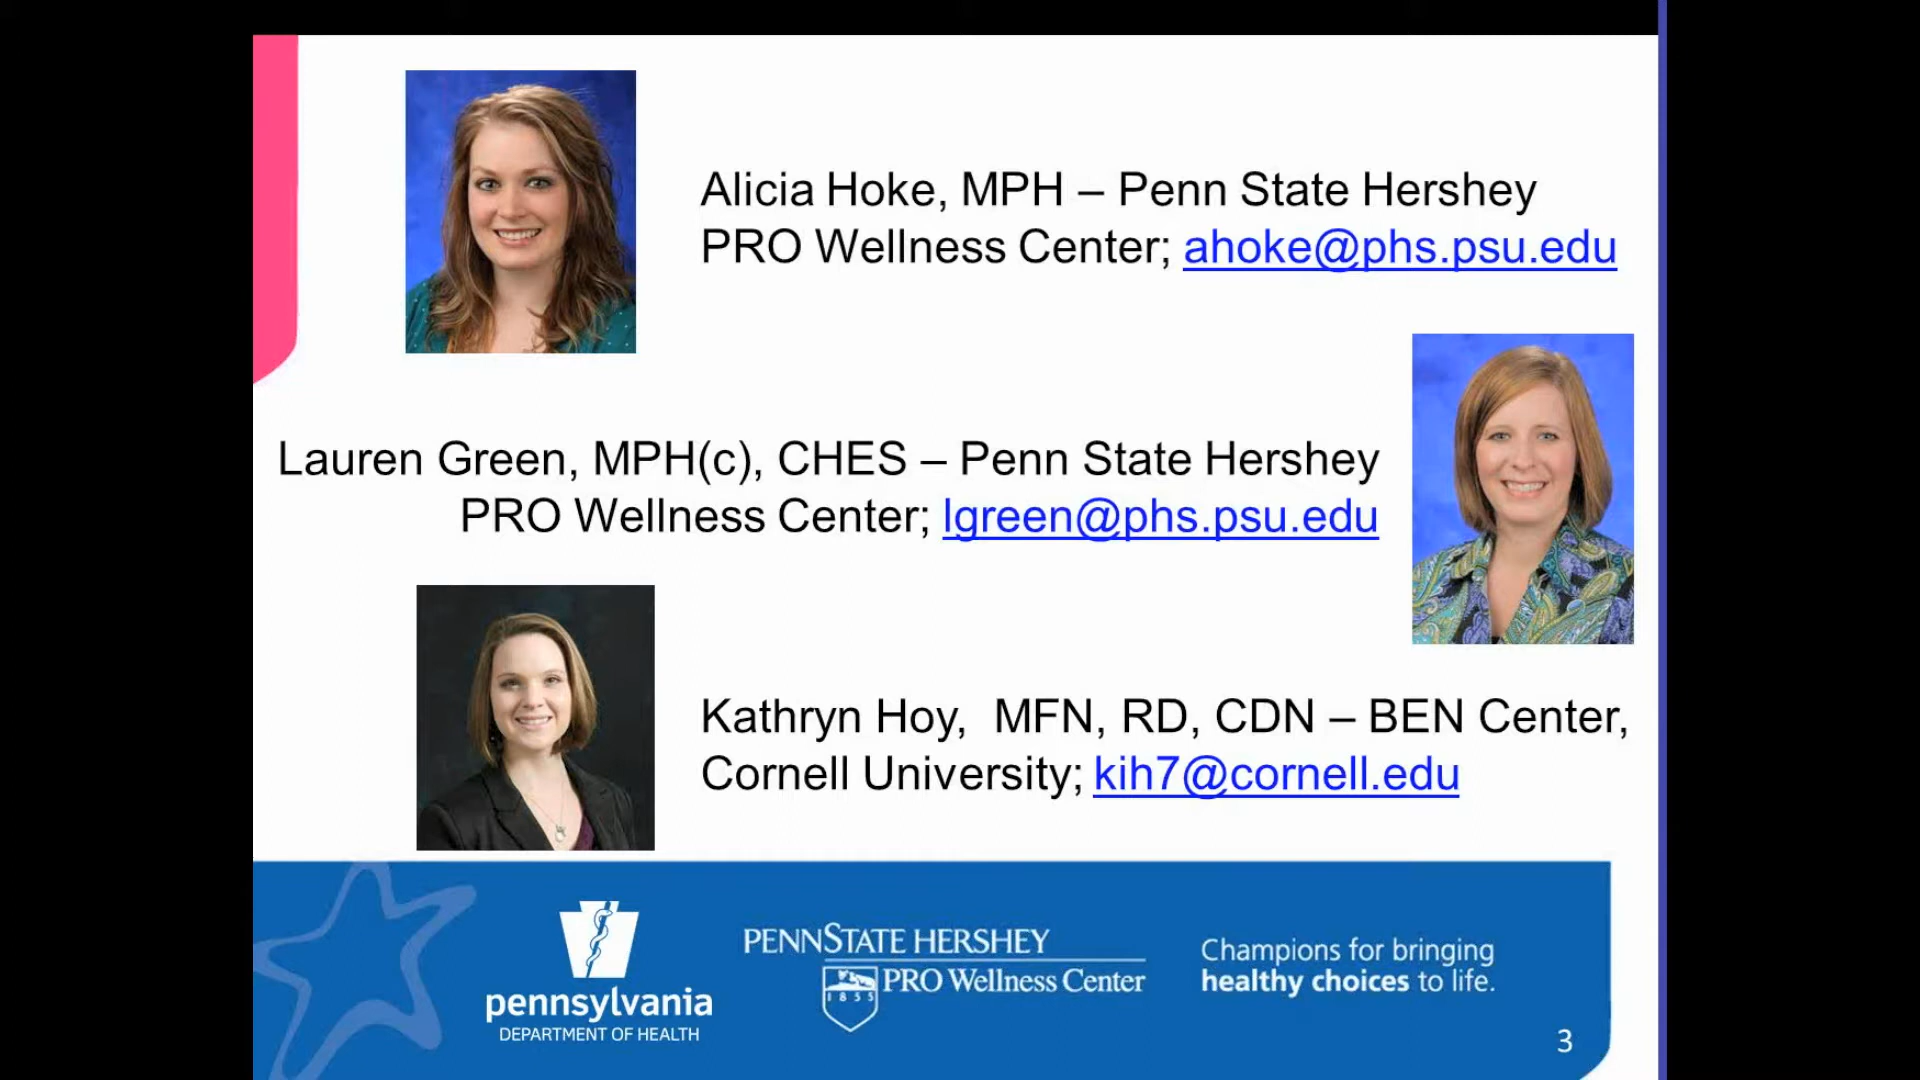 Alicia Hoke, MPH – Penn State Hershey
PRO Wellness Center; ahoke@phs.psu.edu
Lauren Green, MPH(c), CHES – Penn State Hershey
PRO Wellness Center; lgreen@phs.psu.edu
Kathryn Hoy,  MFN, RD, CDN – BEN Center,
Cornell University; kih7@cornell.edu
pennsylvania
DEPARTMENT OF HEALTH
PENNSTATE HERSHEY
PRO Wellness Center
1855
Champions for bringing
healthy choices to life.
3